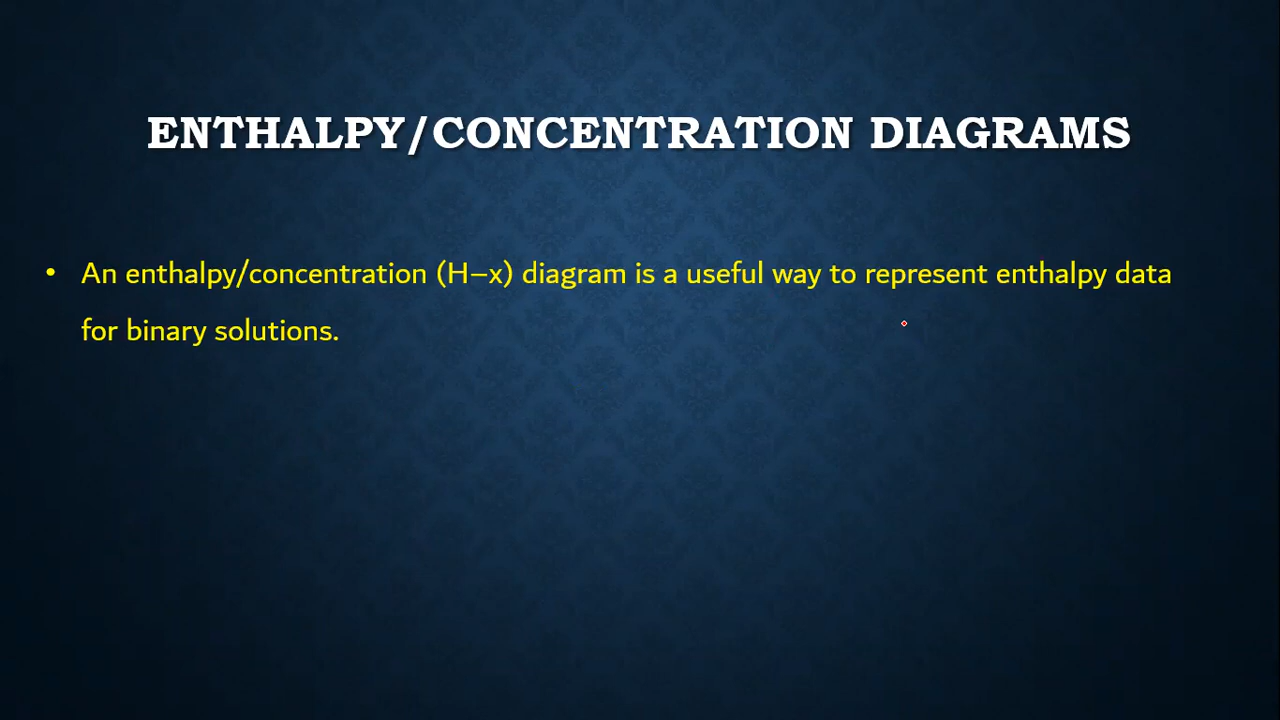 ENTHALPY/CONCENTRATION DIAGRAMS
• An enthalpy/concentration (H–x) diagram is a useful way to represent enthalpy data
for binary solutions.